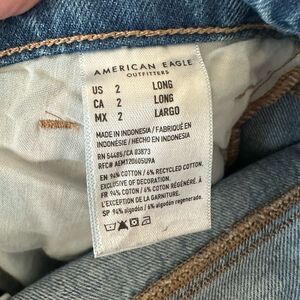 AMERICAN EAGLE
OUTFITTERS
US 2 LONG
CA 2 LONG
MX 2 LARGO
MADE IN INDONESIA / FABRIQUÉ EN
INDONÉSIE / HECHO EN INDONESIA
RN 54485/CA 03873
RFC# AEM120605U9A
EN 94% COTTON / 6% RECYCLED COTTON.
EXCLUSIVE OF DECORATION.
FR 94% COTON / 6% COTON RÉGÉNÉRÉ. À
L'EXCEPTION DE LA GARNITURE.
SP 94% algodón / 6% algodón regenerado.